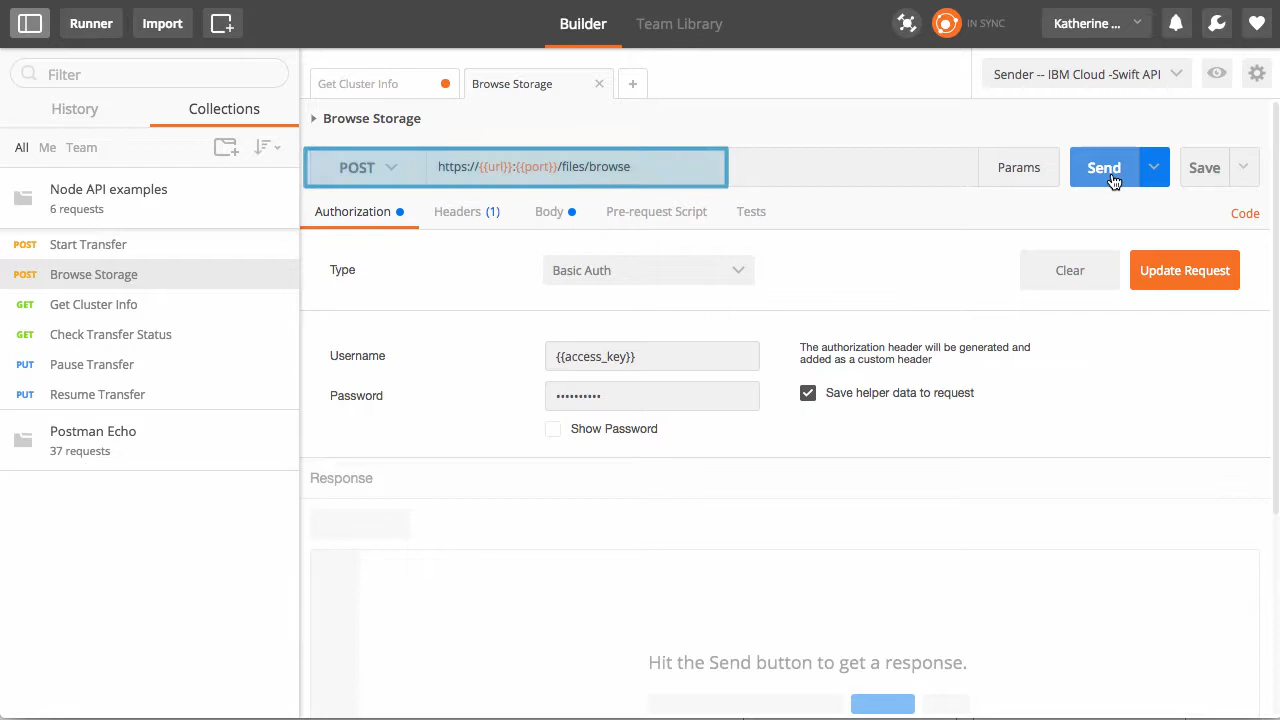 Runner
Import
Builder
Team Library
IN SYNC
Katherine ...
Filter
History
Collections
All
Me
Team
Node API examples
6 requests
POST Start Transfer
POST Browse Storage
GET Get Cluster Info
GET Check Transfer Status
PUT Pause Transfer
PUT Resume Transfer
Postman Echo
37 requests
Get Cluster Info
Browse Storage
Sender -- IBM Cloud -Swift API
Browse Storage
POST
https://{{url}}:{{port}}/files/browse
Params
Send
Save
Authorization
Headers (1)
Body
Pre-request Script
Tests
Code
Type
Basic Auth
Clear
Update Request
Username
{{access_key}}
Password
••••••••••
Show Password
The authorization header will be generated and
added as a custom header
Save helper data to request
Response
Hit the Send button to get a response.